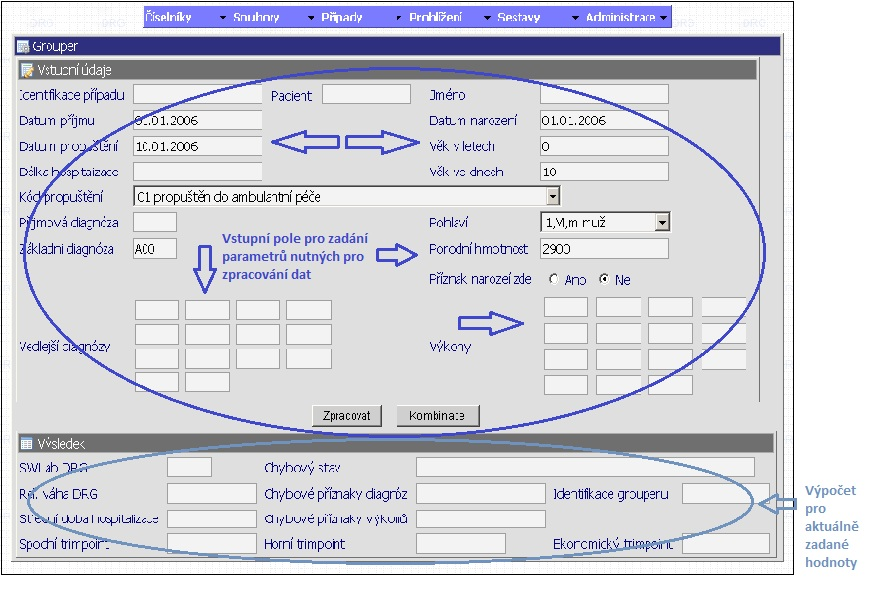 Číselníky Soubory Případy Prohlížení Sestavy Administrace
Grouper
Vstupní údaje
Identifikace případu Pacient Jméno
Datum příjmu 01.01.2006 Datum narození 01.01.2006
Datum propuštění 10.01.2006 Věk v letech 0
Délka hospitalizace Věk ve dnech 10
Kód propuštění C1 propuštěn do ambulantní péče
Příjmová diagnóza Pohlaví 1,M,m muž
Základní diagnóza A00 Porodní hmotnost 2900
Vstupní pole pro zadání
parametrů nutných pro
zpracování dat
Příznak narození zde Ano Ne
Vedlejší diagnózy Výkony
Zpracovat Kombinace
Výsledek
SWLab DRG Chybový stav
Rel. váha DRG Chybové příznaky diagnóz Identifikace grouperu
Střední doba hospitalizace Chybové příznaky výkonů
Spodní trimpoint Horní trimpoint Ekonomický trimpoint
Výpočet
pro
aktuálně
zadané
hodnoty